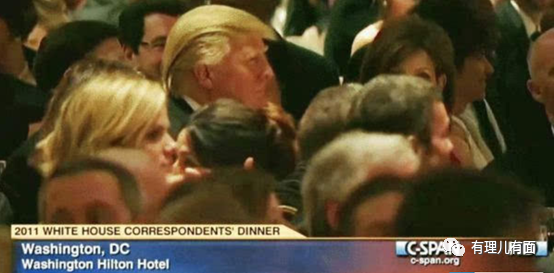 2011 WHITE HOUSE CORRESPONDENTS' DINNER
Washington, DC
Washington Hilton Hotel
C-SPAN
c-span.org
有理儿有面